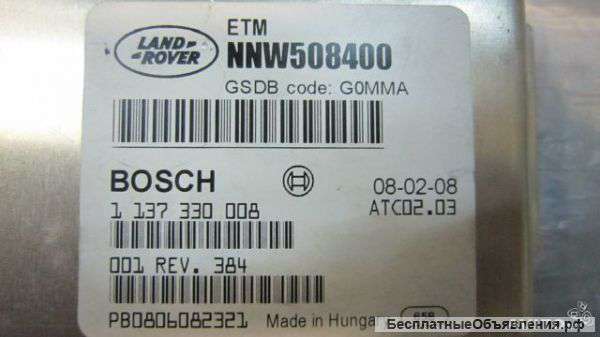 LAND
ROVER
ETM
NNW508400
GSDB code: G0MMA
BOSCH
08-02-08
1 137 330 008
ATC02.03
001 REV. 384
PB0806082321
Made in Hunga
БесплатныеОбъявления.рф